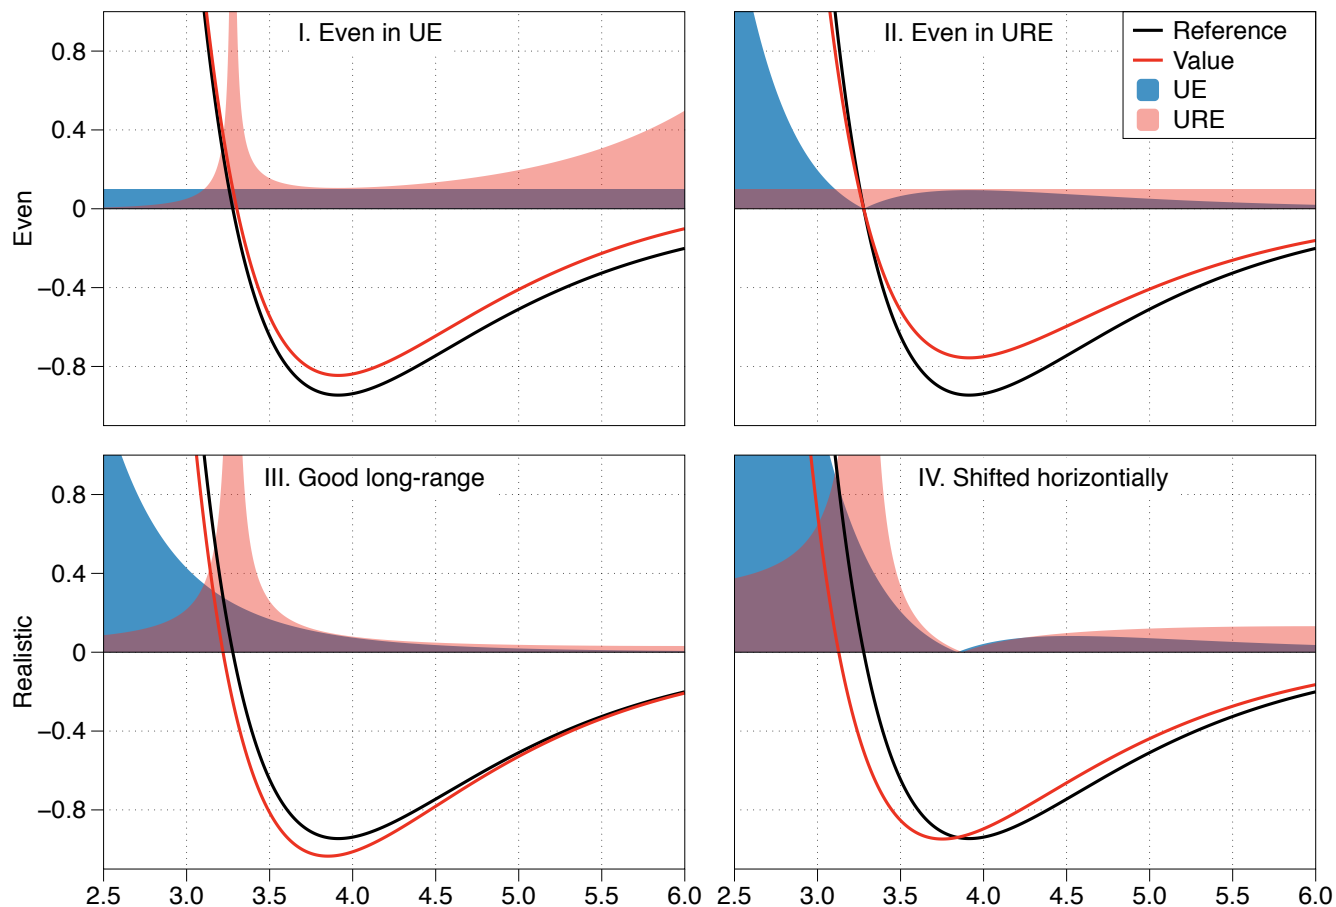 I. Even in UE
II. Even in URE
Reference
Value
UE
URE
0.8
0.4
0
−0.4
−0.8
Even
III. Good long-range
IV. Shifted horizontally
0.8
0.4
0
−0.4
−0.8
Realistic
2.5 3.0 3.5 4.0 4.5 5.0 5.5 6.0
2.5 3.0 3.5 4.0 4.5 5.0 5.5 6.0